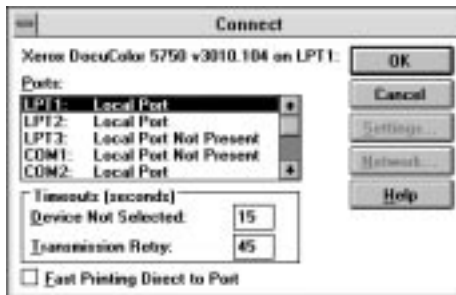 Connect
Xerox DocuColor 5750 v3010.104 on LPT1:
OK
Ports:
Cancel
LPT1: Local Port
LPT2: Local Port
Settings...
LPT3: Local Port Not Present
COM1: Local Port Not Present
Network...
COM2: Local Port
Help
Timeouts (seconds)
Device Not Selected: 15
Transmission Retry: 45
Fast Printing Direct to Port